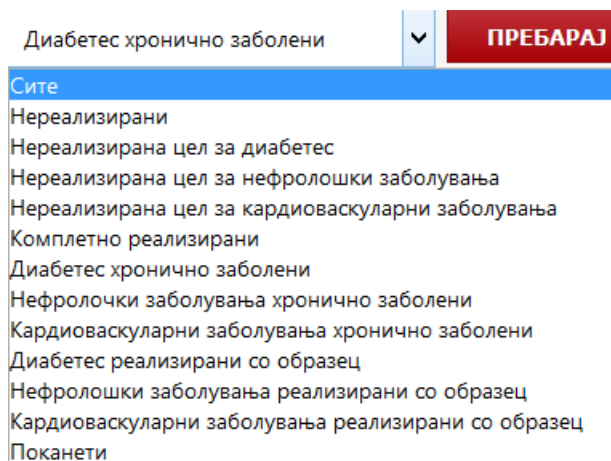 Диабетес хронично заболени
ПРЕБАРАЈ
Сите
Нереализирани
Нереализирана цел за диабетес
Нереализирана цел за нефролошки заболувања
Нереализирана цел за кардиоваскуларни заболувања
Комплетно реализирани
Диабетес хронично заболени
Нефролочки заболувања хронично заболени
Кардиоваскуларни заболувања хронично заболени
Диабетес реализирани со образец
Нефролошки заболувања реализирани со образец
Кардиоваскуларни заболувања реализирани со образец
Поканети